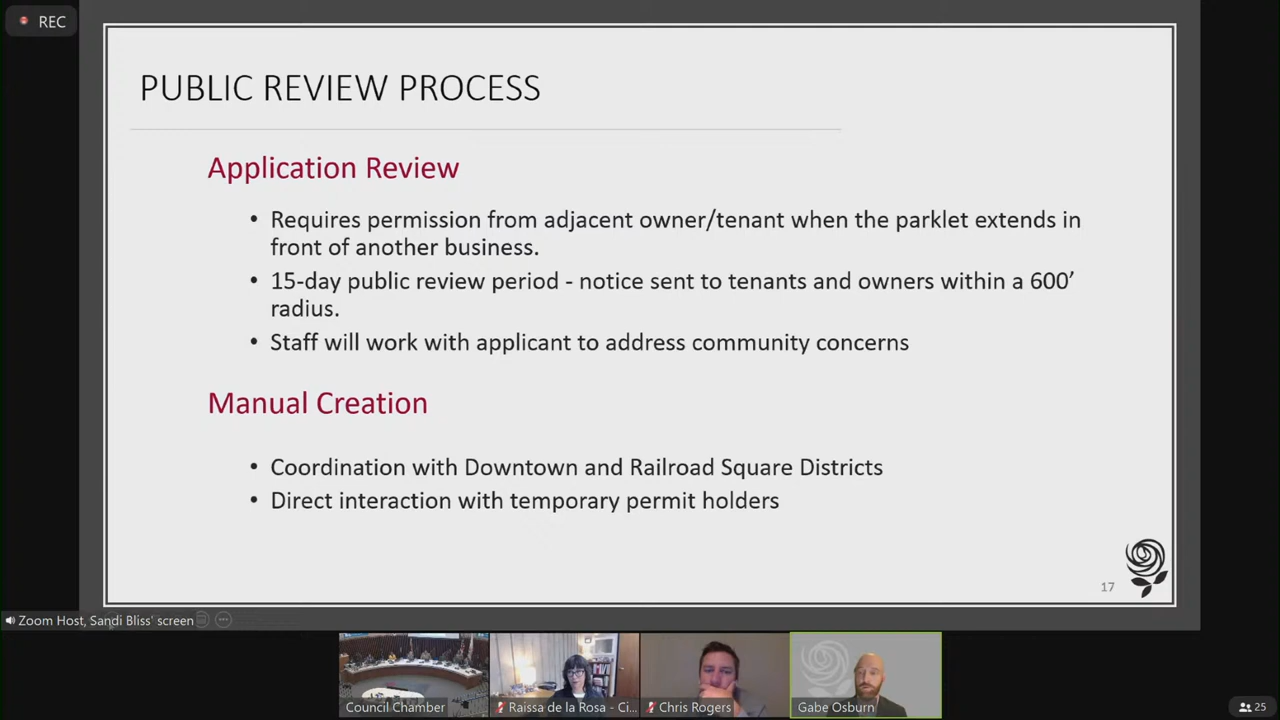 REC
PUBLIC REVIEW PROCESS
Application Review
• Requires permission from adjacent owner/tenant when the parklet extends in
front of another business.
• 15-day public review period - notice sent to tenants and owners within a 600’
radius.
• Staff will work with applicant to address community concerns
Manual Creation
• Coordination with Downtown and Railroad Square Districts
• Direct interaction with temporary permit holders
17
Zoom Host, Sandi Bliss' screen
Council Chamber
Raissa de la Rosa - Ci...
Chris Rogers
Gabe Osburn
25